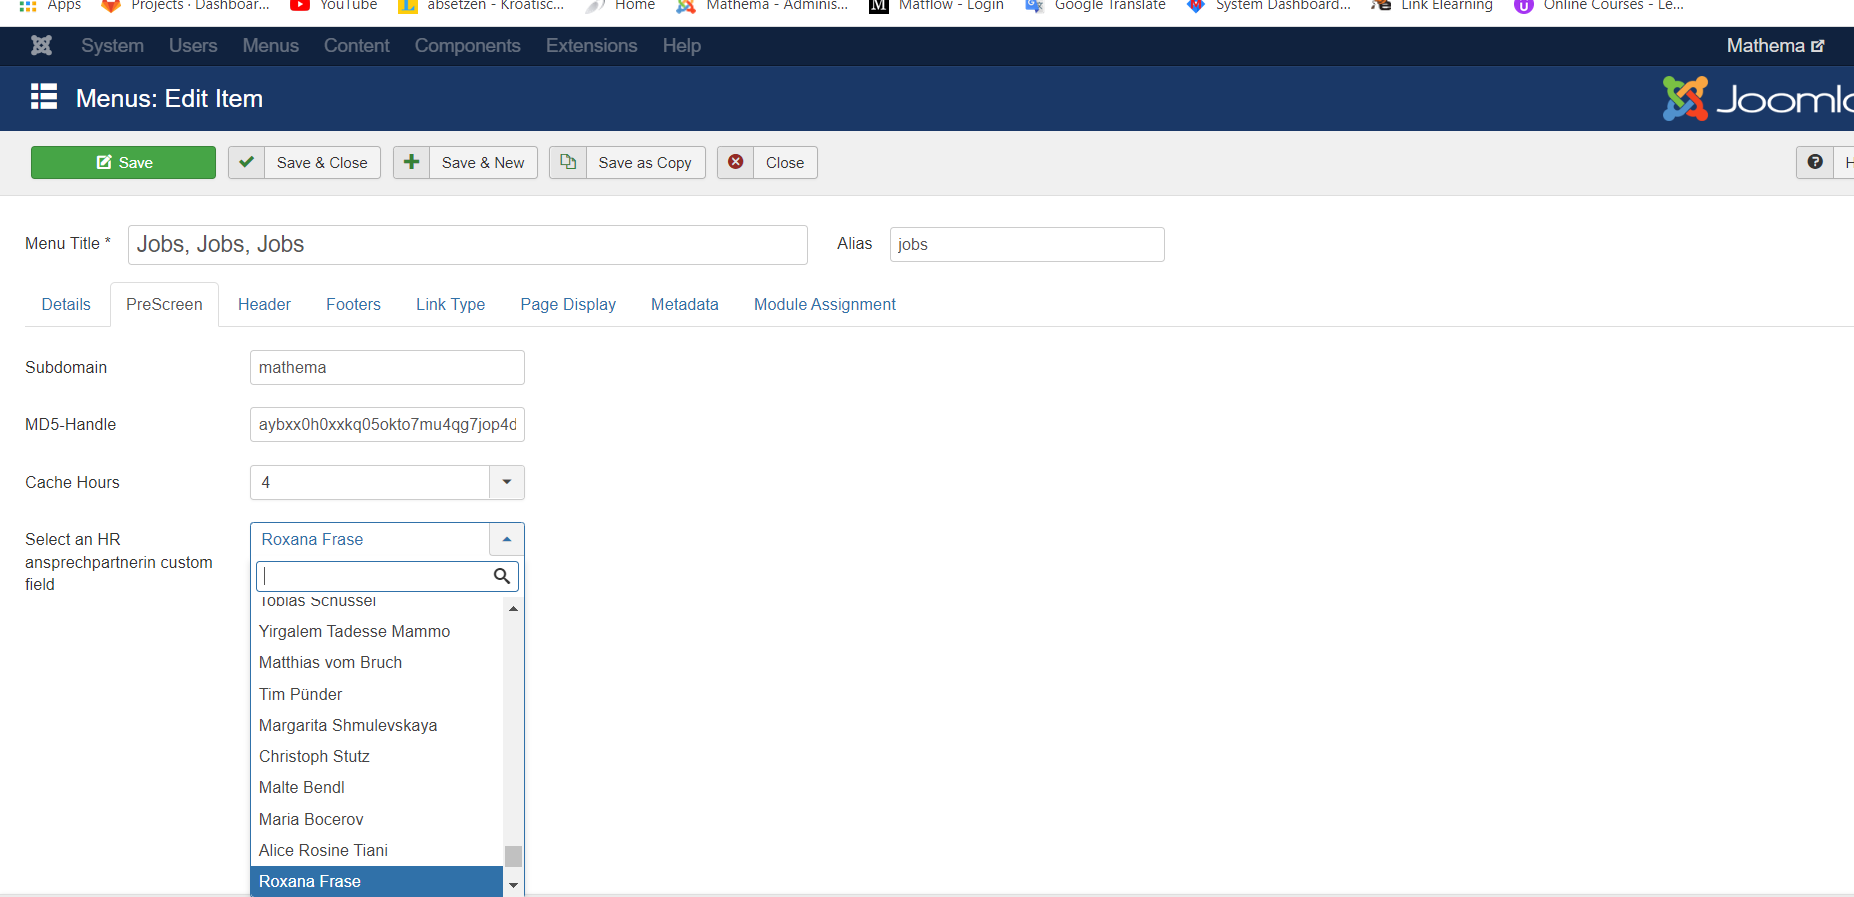 Apps Projects · Dashboar... YouTube absetzen - Kroatisc... Home Mathema - Adminis... M Matflow - Login Google Translate System Dashboard... Link Elearning Online Courses - Le...
System Users Menus Content Components Extensions Help Mathema
Menus: Edit Item Joomla
Save Save & Close Save & New Save as Copy Close
Menu Title * Jobs, Jobs, Jobs Alias jobs
Details PreScreen Header Footers Link Type Page Display Metadata Module Assignment
Subdomain mathema
MD5-Handle aybxx0h0xxkq05okto7mu4qg7jop4d
Cache Hours 4
Select an HR Roxana Frase
ansprechpartnerin custom
field
Tobias Schüssel
Yirgalem Tadesse Mammo
Matthias vom Bruch
Tim Pünder
Margarita Shmulevskaya
Christoph Stutz
Malte Bendl
Maria Bocerov
Alice Rosine Tiani
Roxana Frase